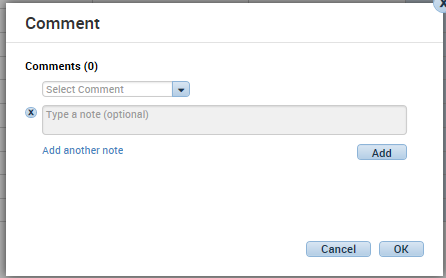 X
Comment
Comments (0)
Select Comment
X
Type a note (optional)
Add another note
Add
Cancel
OK